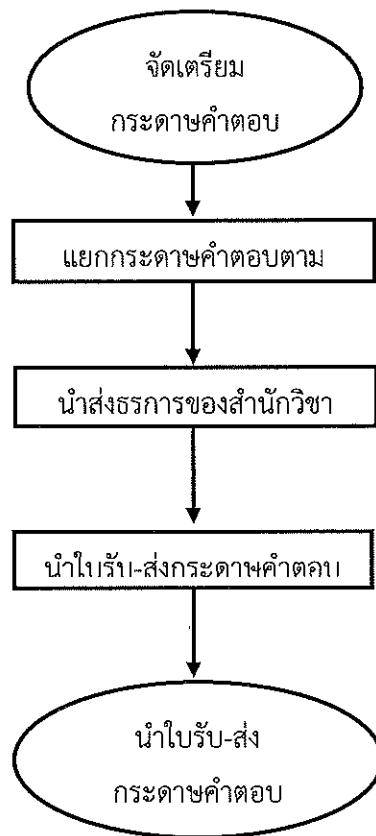 จัดเตรียม
กระดาษคำตอบ
แยกกระดาษคำตอบตาม
นำส่งธรการของสำนักวิชา
นำใบรับ-ส่งกระดาษคำตอบ
นำใบรับ-ส่ง
กระดาษคำตอบ